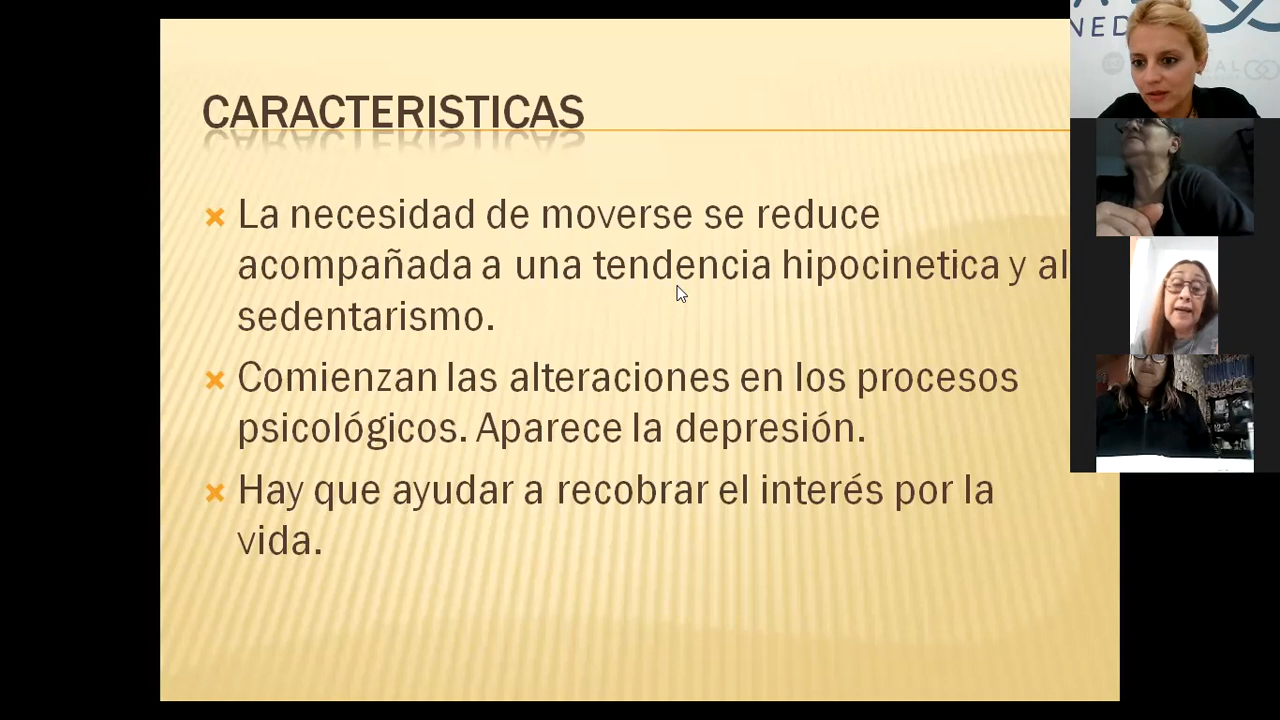 CARACTERISTICAS
La necesidad de moverse se reduce
acompañada a una tendencia hipocinetica y al
sedentarismo.
Comienzan las alteraciones en los procesos
psicológicos. Aparece la depresión.
Hay que ayudar a recobrar el interés por la
vida.